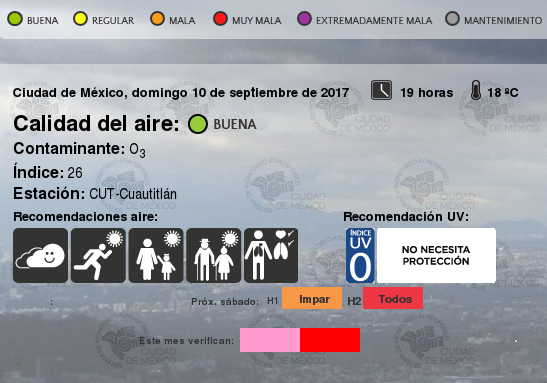 BUENA REGULAR MALA MUY MALA EXTREMADAMENTE MALA MANTENIMIENTO
Ciudad de México, domingo 10 de septiembre de 2017 19 horas 18 ºC
Calidad del aire: BUENA
Contaminante: O3
Índice: 26
Estación: CUT-Cuautitlán
Recomendaciones aire: Recomendación UV:
ÍNDICE UV 0 NO NECESITA PROTECCIÓN
: Próx. sábado: H1 Impar H2 Todos
Este mes verifican:
CIUDAD DE MÉXICO